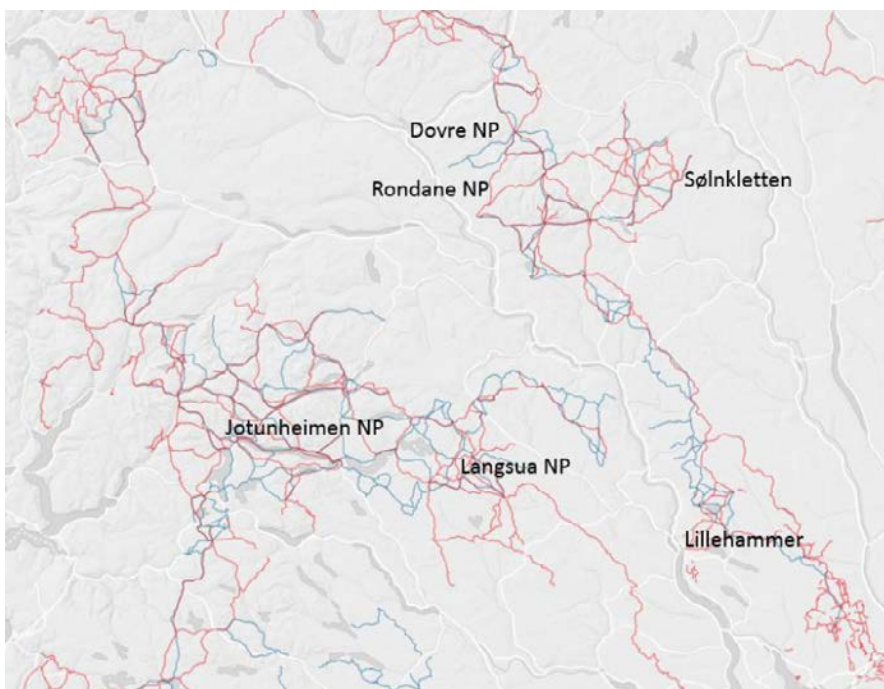 Dovre NP
Rondane NP
Sølnkletten
Jotunheimen NP
Langsua NP
Lillehammer